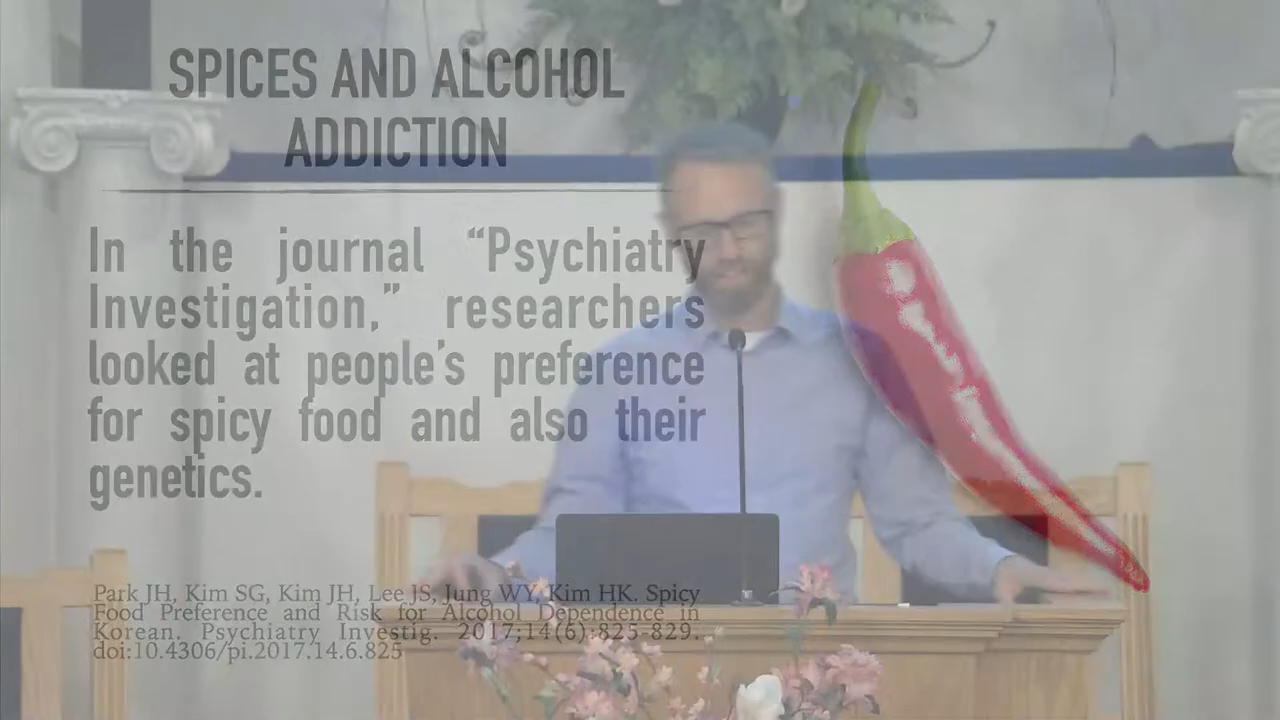 SPICES AND ALCOHOL
ADDICTION
In the journal “Psychiatry
Investigation,” researchers
looked at people’s preference
for spicy food and also their
genetics.
Park JH, Kim SG, Kim JH, Lee JS, Jung WY, Kim HK. Spicy
Food Preference and Risk for Alcohol Dependence in
Korean. Psychiatry Investig. 2017;14(6):825-829.
doi:10.4306/pi.2017.14.6.825